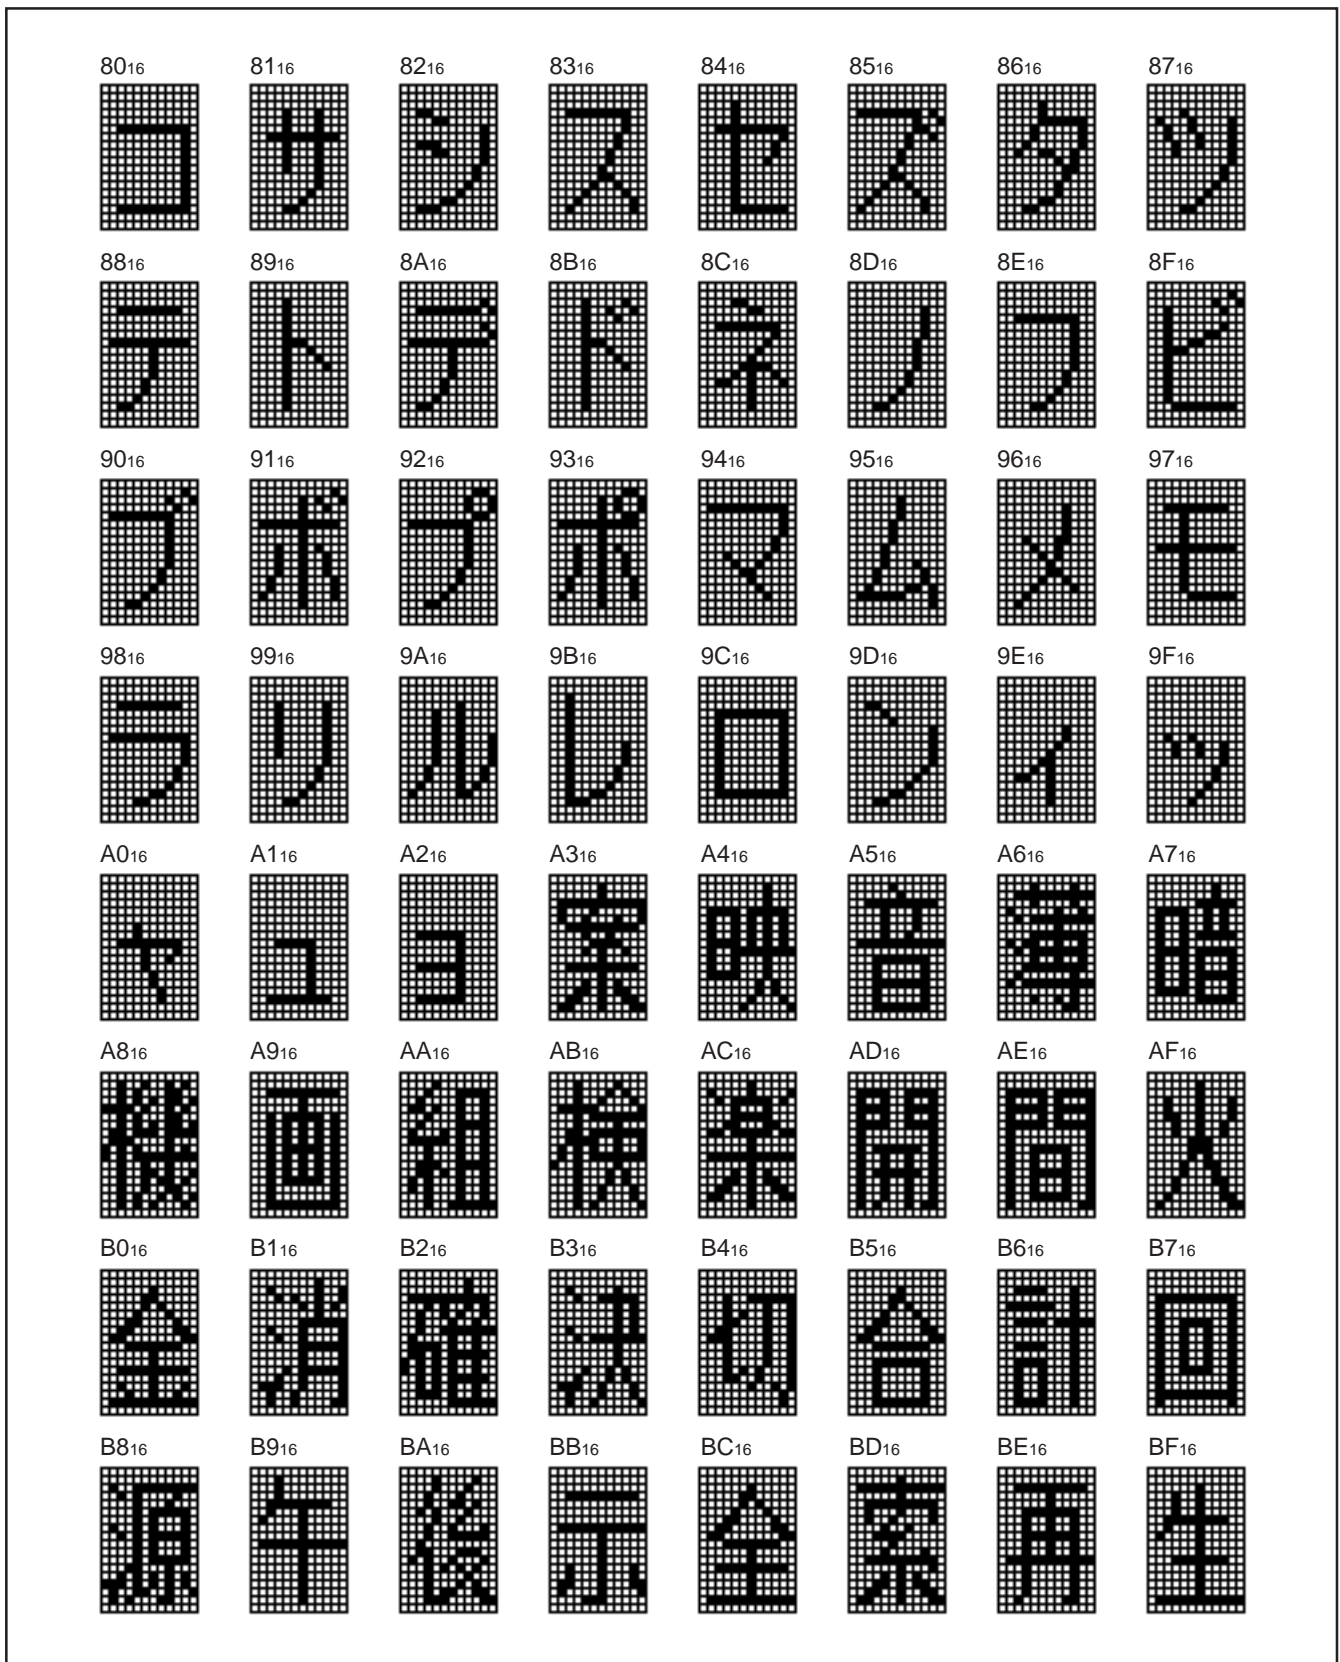 80₁₆ 81₁₆ 82₁₆ 83₁₆ 84₁₆ 85₁₆ 86₁₆ 87₁₆
コ サ シ ス セ ズ タ ツ
88₁₆ 89₁₆ 8A₁₆ 8B₁₆ 8C₁₆ 8D₁₆ 8E₁₆ 8F₁₆
テ ト デ ド ネ ノ フ ビ
90₁₆ 91₁₆ 92₁₆ 93₁₆ 94₁₆ 95₁₆ 96₁₆ 97₁₆
ブ ボ プ ポ マ ム メ モ
98₁₆ 99₁₆ 9A₁₆ 9B₁₆ 9C₁₆ 9D₁₆ 9E₁₆ 9F₁₆
ラ リ ル レ ロ ン ィ ッ
A0₁₆ A1₁₆ A2₁₆ A3₁₆ A4₁₆ A5₁₆ A6₁₆ A7₁₆
ャ ュ ョ 案 映 音 薄 暗
A8₁₆ A9₁₆ AA₁₆ AB₁₆ AC₁₆ AD₁₆ AE₁₆ AF₁₆
機 画 組 検 楽 開 間 火
B0₁₆ B1₁₆ B2₁₆ B3₁₆ B4₁₆ B5₁₆ B6₁₆ B7₁₆
金 消 確 決 切 合 計 回
B8₁₆ B9₁₆ BA₁₆ BB₁₆ BC₁₆ BD₁₆ BE₁₆ BF₁₆
源 午 後 示 全 索 再 生